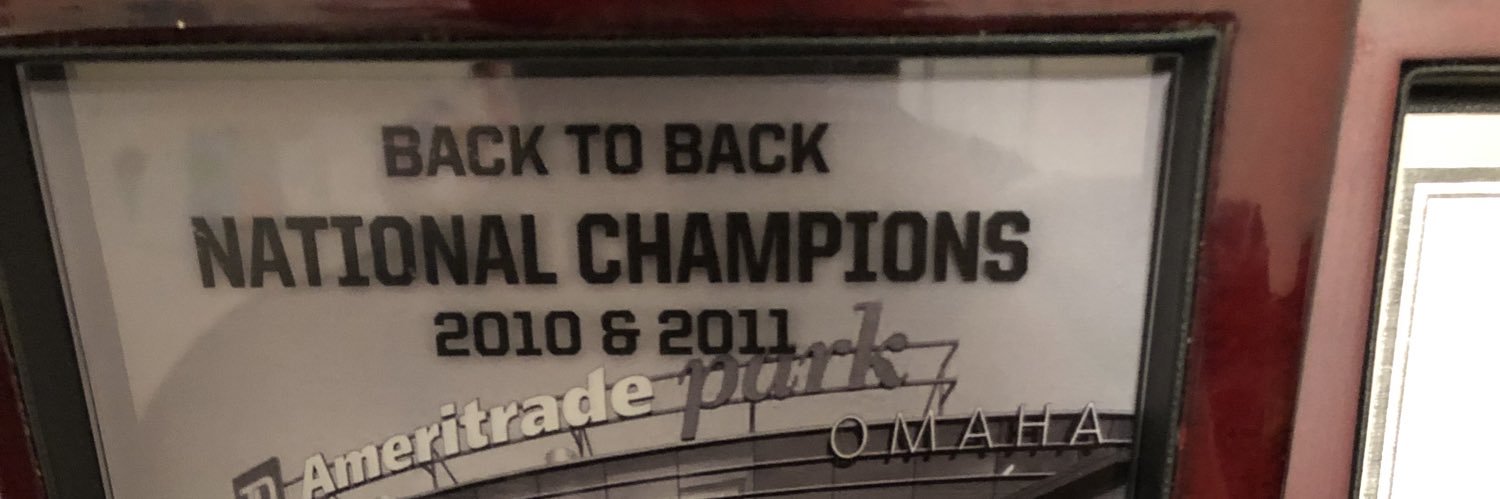 BACK TO BACK
NATIONAL CHAMPIONS
2010 & 2011
Ameritrade park
OMAHA